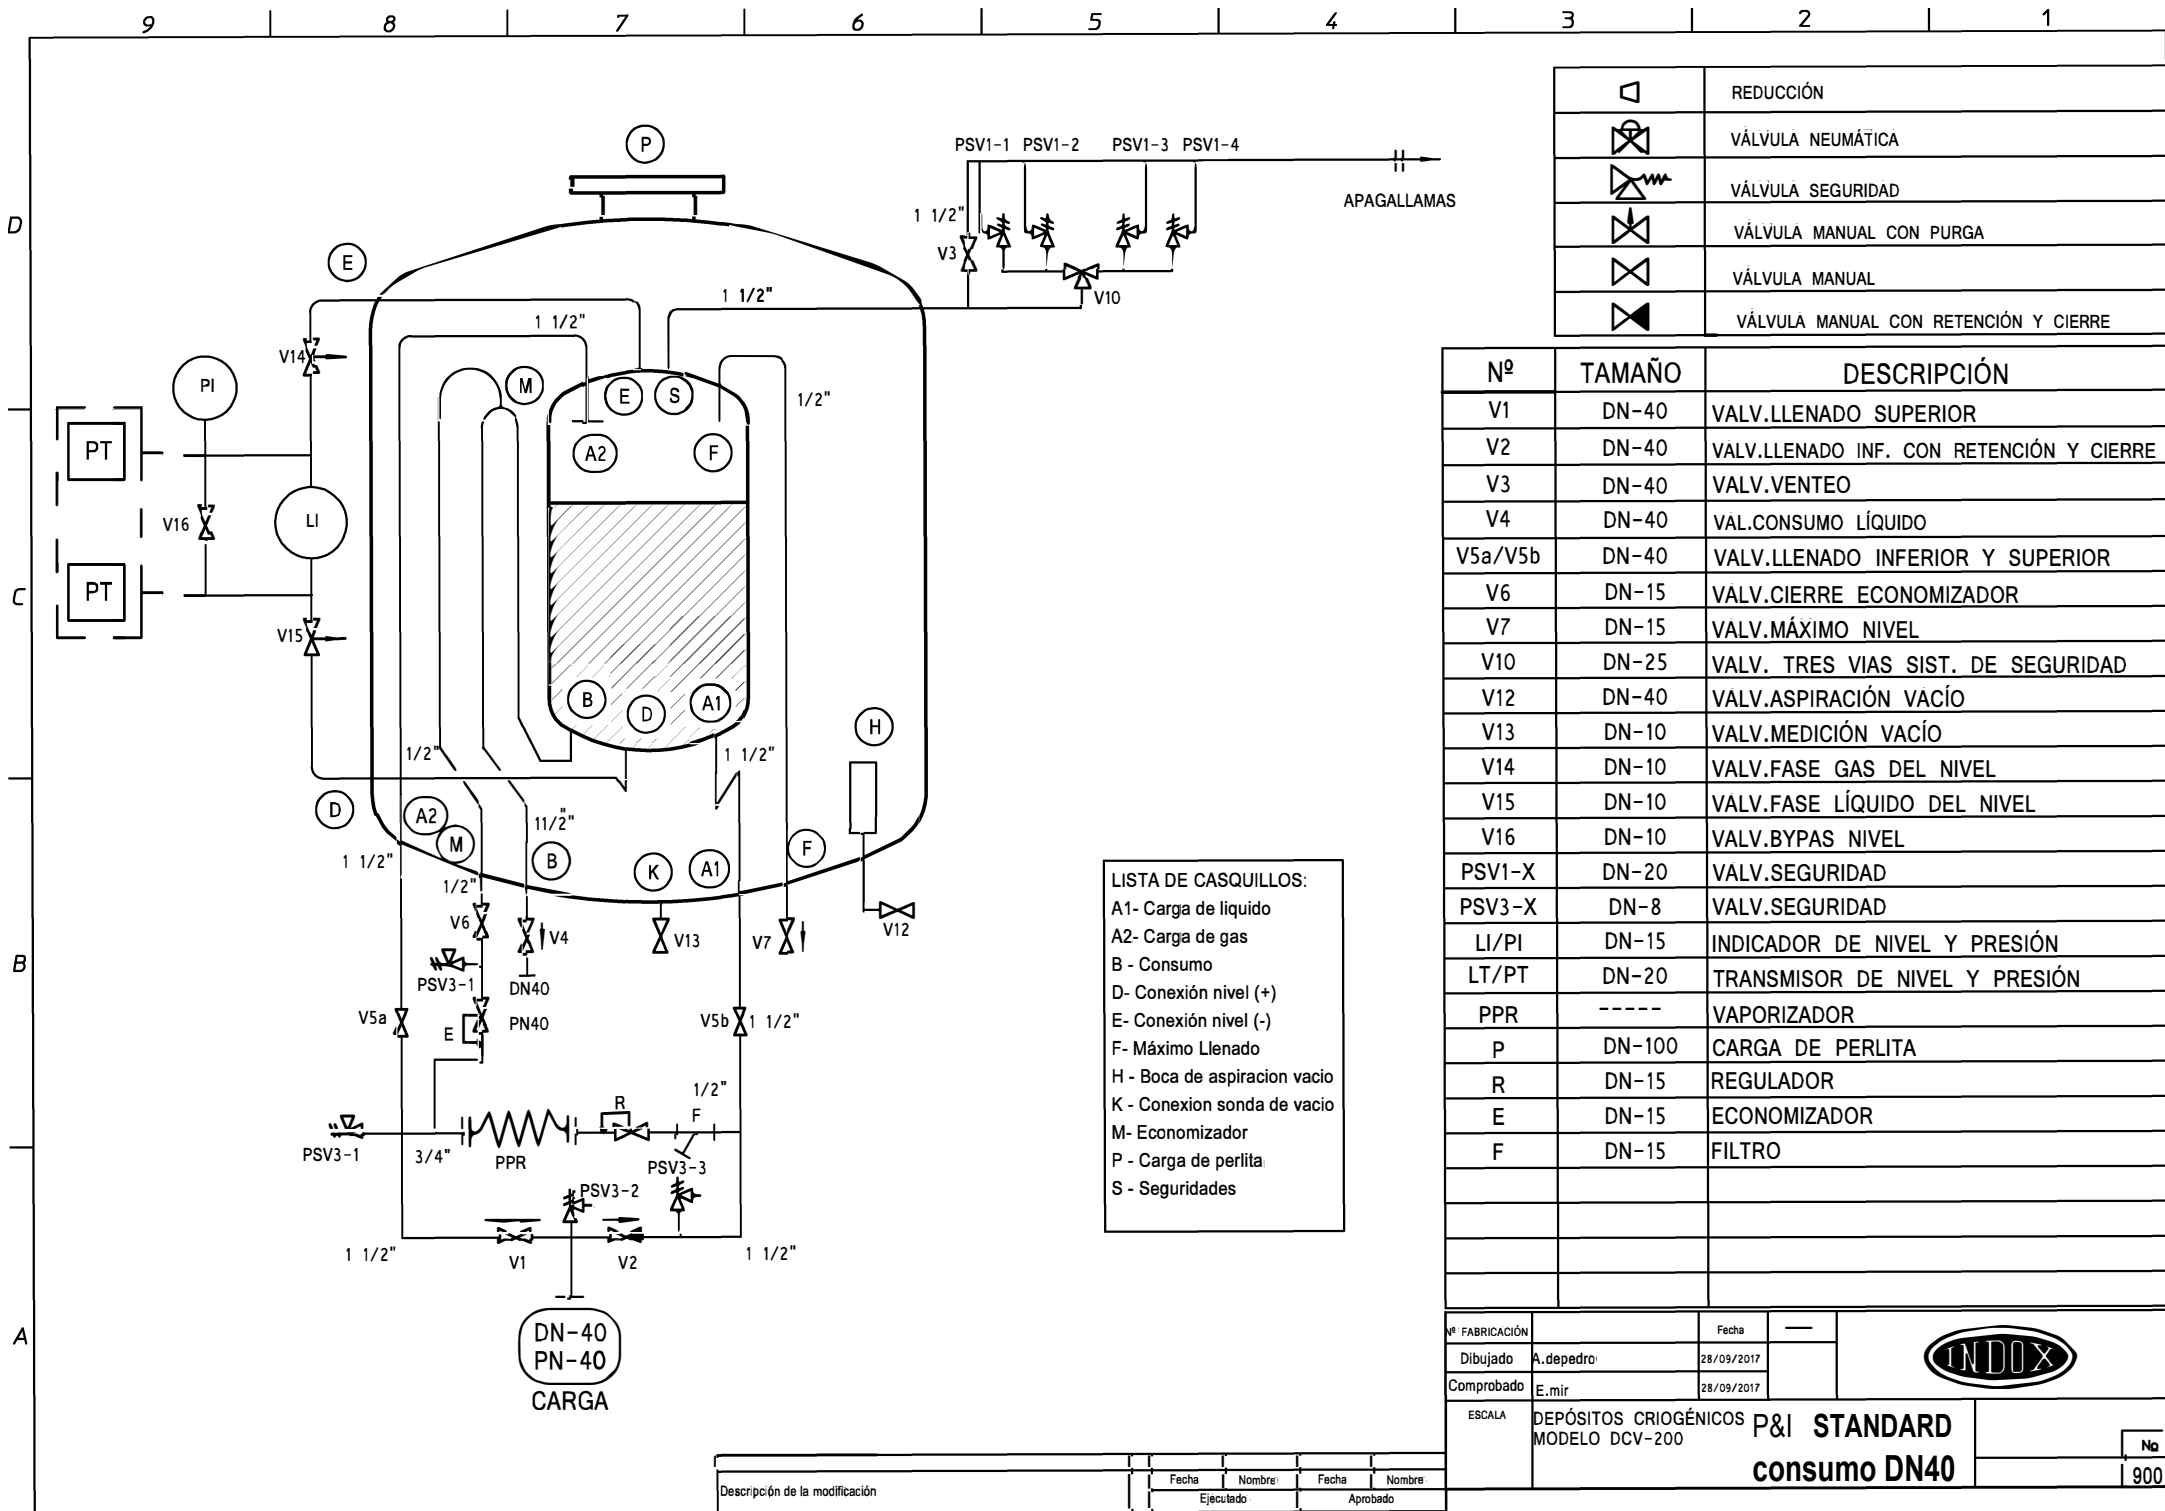 9 8 7 6 5 4 3 2 1
D
C
B
A
P
E
PSV1-1 PSV1-2 PSV1-3 PSV1-4
APAGALLAMAS
1 1/2"
V3
V10
1 1/2"
1 1/2"
V14
PI
M
E
S
1/2"
A2
F
PT
V16
LI
PT
V15
B
D
A1
H
1/2"
1 1/2"
D
A2
M
11/2"
B
K
A1
F
1 1/2"
1/2"
V6
V4
V13
V7
V12
PSV3-1
DN40
PN40
V5a
E
V5b
1 1/2"
1/2"
R
F
PSV3-1
3/4"
PPR
PSV3-3
PSV3-2
1 1/2"
V1
V2
1 1/2"
DN-40
PN-40
CARGA
LISTA DE CASQUILLOS:
A1- Carga de liquido
A2- Carga de gas
B - Consumo
D- Conexión nivel (+)
E- Conexión nivel (-)
F- Máximo Llenado
H - Boca de aspiracion vacio
K - Conexion sonda de vacio
M- Economizador
P - Carga de perlita
S - Seguridades
REDUCCIÓN
VÁLVULA NEUMÁTICA
VÁLVULA SEGURIDAD
VÁLVULA MANUAL CON PURGA
VÁLVULA MANUAL
VÁLVULA MANUAL CON RETENCIÓN Y CIERRE
Nº TAMAÑO DESCRIPCIÓN
V1 DN-40 VALV.LLENADO SUPERIOR
V2 DN-40 VALV.LLENADO INF. CON RETENCIÓN Y CIERRE
V3 DN-40 VALV.VENTEO
V4 DN-40 VAL.CONSUMO LÍQUIDO
V5a/V5b DN-40 VALV.LLENADO INFERIOR Y SUPERIOR
V6 DN-15 VALV.CIERRE ECONOMIZADOR
V7 DN-15 VALV.MÁXIMO NIVEL
V10 DN-25 VALV. TRES VIAS SIST. DE SEGURIDAD
V12 DN-40 VALV.ASPIRACIÓN VACÍO
V13 DN-10 VALV.MEDICIÓN VACÍO
V14 DN-10 VALV.FASE GAS DEL NIVEL
V15 DN-10 VALV.FASE LÍQUIDO DEL NIVEL
V16 DN-10 VALV.BYPAS NIVEL
PSV1-X DN-20 VALV.SEGURIDAD
PSV3-X DN-8 VALV.SEGURIDAD
LI/PI DN-15 INDICADOR DE NIVEL Y PRESIÓN
LT/PT DN-20 TRANSMISOR DE NIVEL Y PRESIÓN
PPR ----- VAPORIZADOR
P DN-100 CARGA DE PERLITA
R DN-15 REGULADOR
E DN-15 ECONOMIZADOR
F DN-15 FILTRO
Nº FABRICACIÓN Fecha —
Dibujado A.depedro 28/09/2017
Comprobado E.mir 28/09/2017
INDOX
ESCALA
DEPÓSITOS CRIOGÉNICOS
MODELO DCV-200
P&I STANDARD
consumo DN40
Nº
900
Descripción de la modificación
Fecha Nombre Fecha Nombre
Ejecutado Aprobado